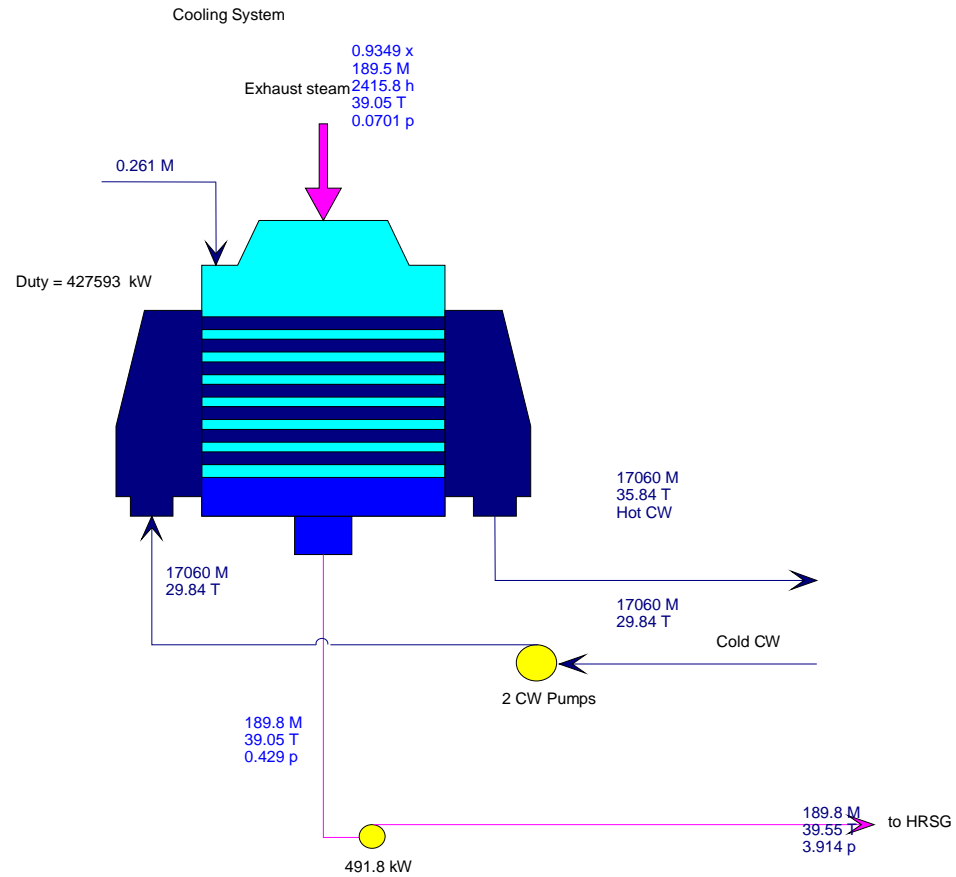 Cooling System
0.9349 x
189.5 M
Exhaust steam 2415.8 h
39.05 T
0.0701 p
0.261 M
Duty = 427593 kW
17060 M
35.84 T
Hot CW
17060 M
29.84 T
17060 M
29.84 T
Cold CW
2 CW Pumps
189.8 M
39.05 T
0.429 p
189.8 M
39.55 T
3.914 p
to HRSG
491.8 kW